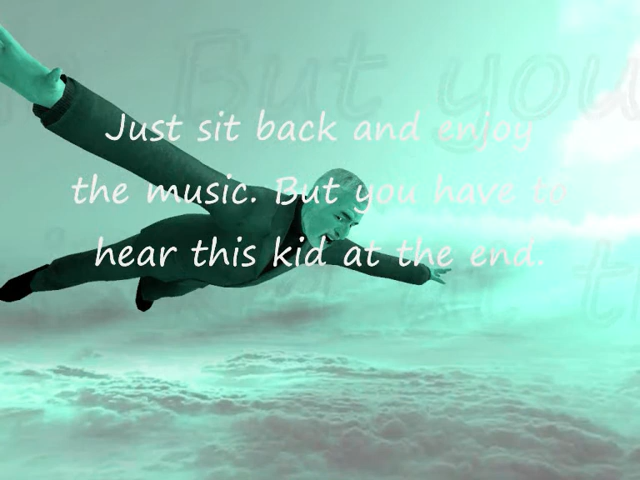 Just sit back and enjoy
the music. But you have to
hear this kid at the end.